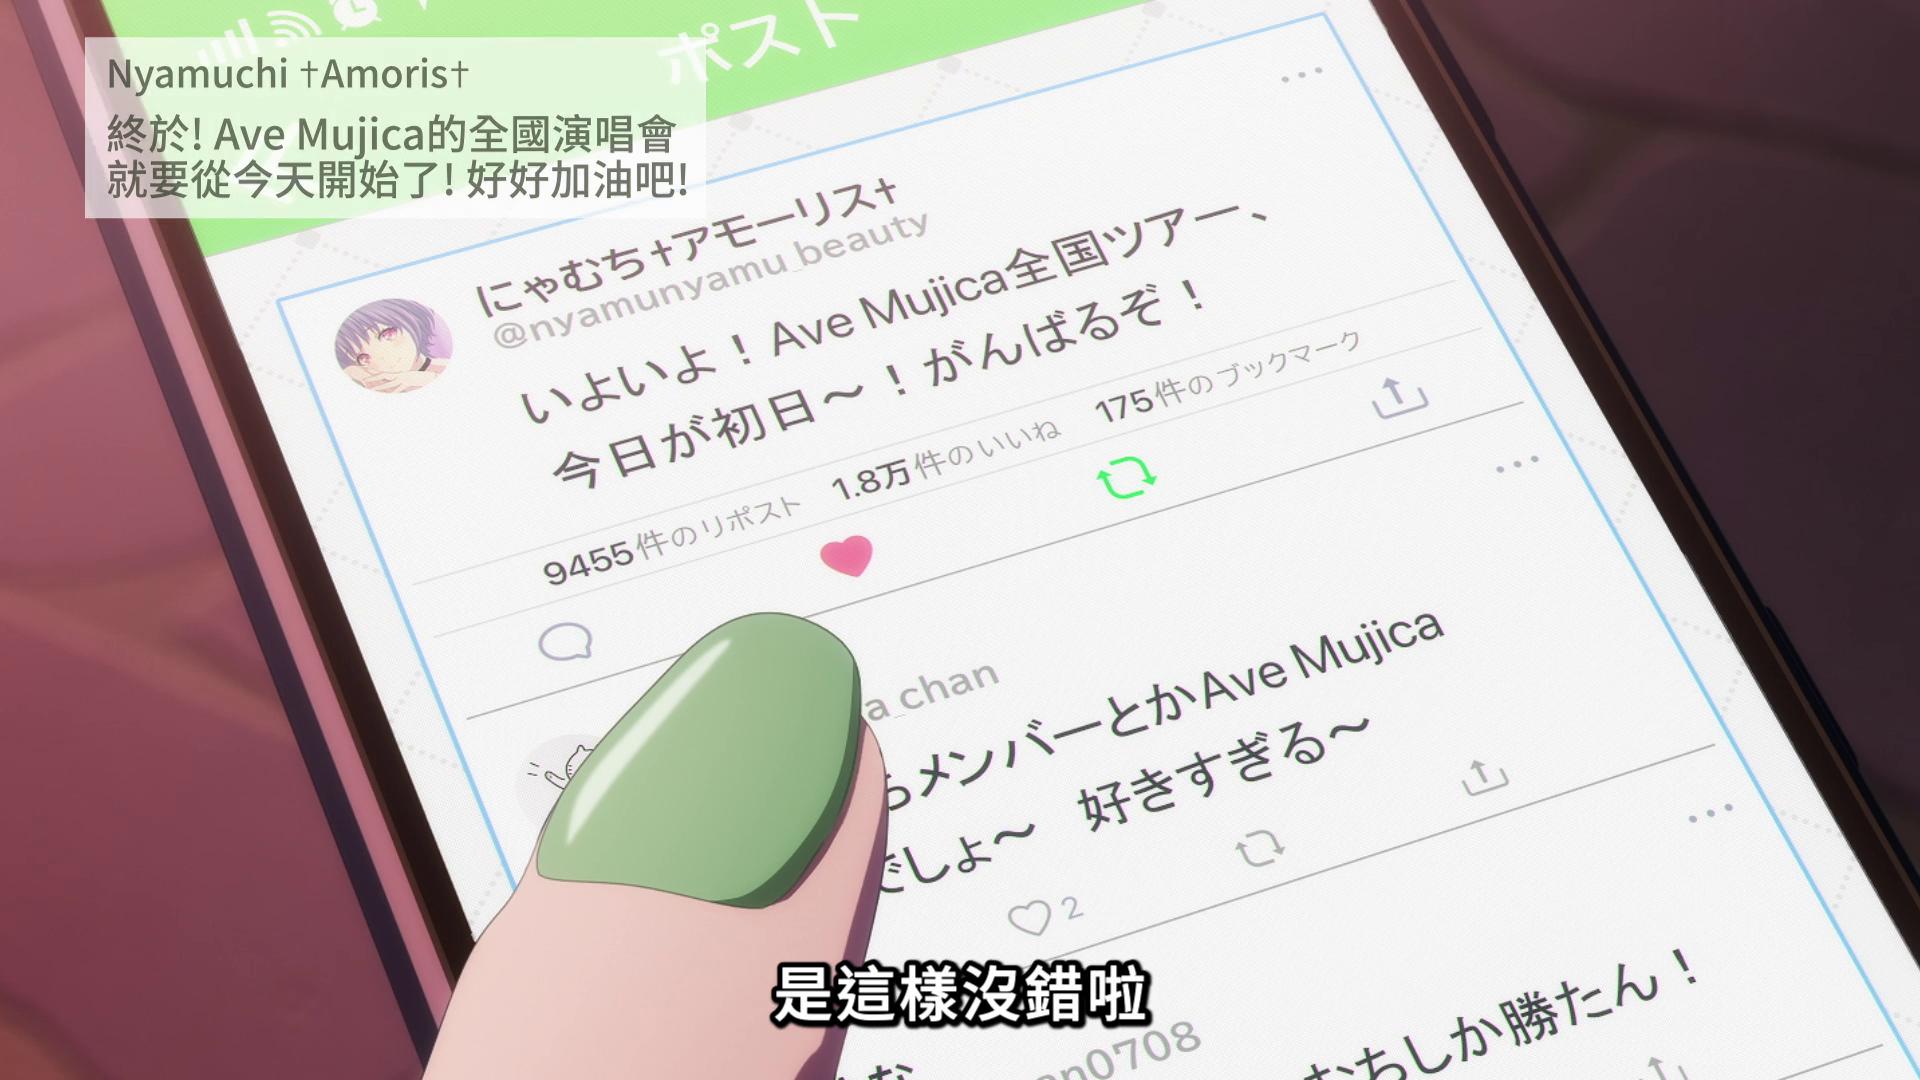 ポスト
Nyamuchi †Amoris†
終於! Ave Mujica的全國演唱會
就要從今天開始了! 好好加油吧!
にゃむち†アモーリス†
@nyamunyamu_beauty
いよいよ！Ave Mujica全国ツアー、
今日が初日～！がんばるぞ！
9455件のリポスト 1.8万件のいいね 175件のブックマーク
a_chan
らメンバーとかAve Mujica
でしょ～ 好きすぎる～
2
是這樣沒錯啦
n0708
むちしか勝たん！